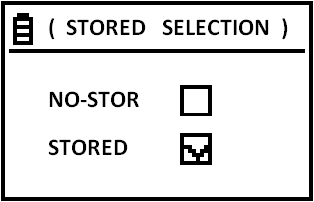 ( STORED SELECTION )
NO-STOR
STORED